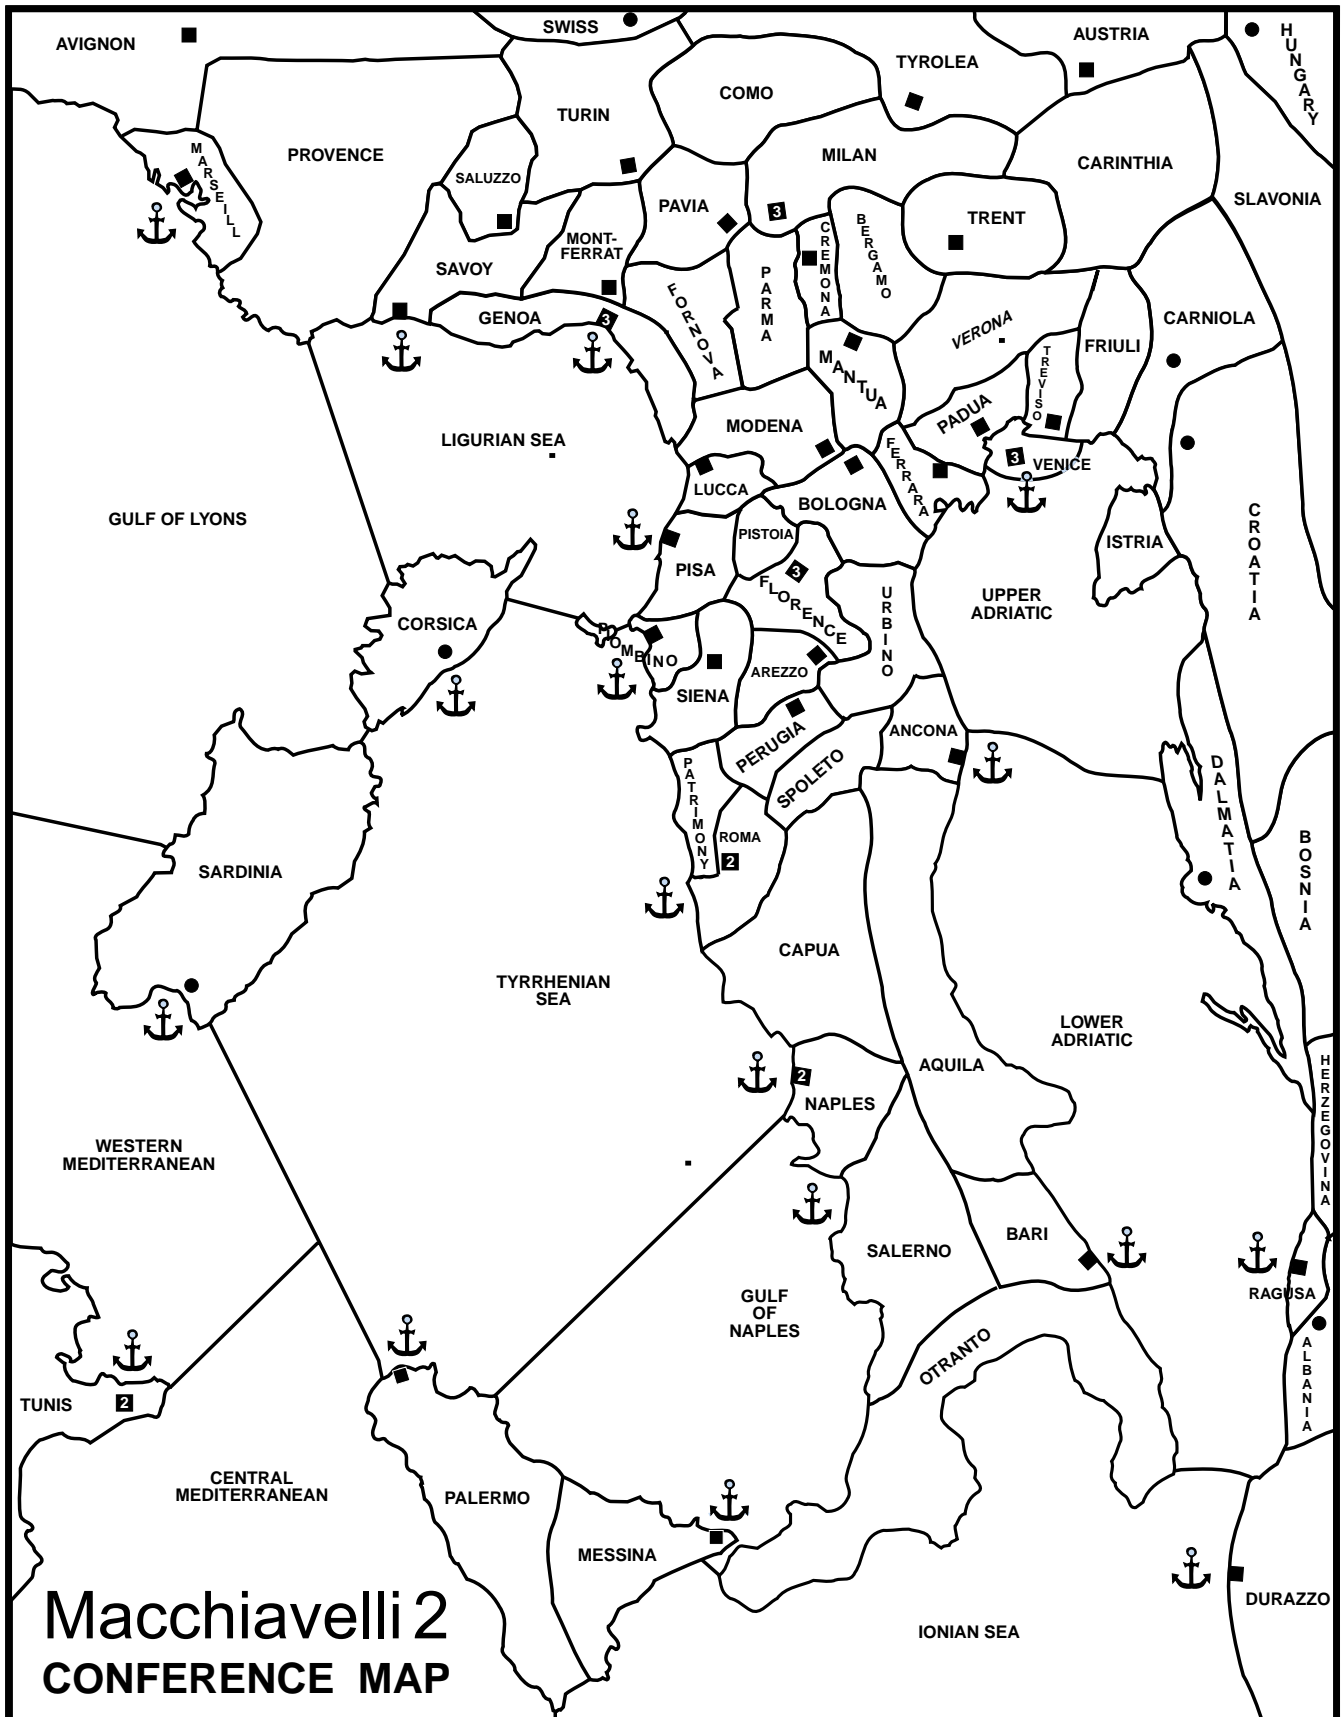 SWISS
AVIGNON
AUSTRIA
HUNGARY
TYROLEA
COMO
TURIN
PROVENCE
MARSEILL
MILAN
CARINTHIA
SALUZZO
SLAVONIA
PAVIA
3
TRENT
CREMONA
BERGAMO
MONT-
FERRAT
SAVOY
FORNOVA
PARMA
GENOA
3
VERONA
CARNIOLA
FRIULI
TREVISO
MANTUA
PADUA
MODENA
LIGURIAN SEA
FERRARA
3
VENICE
LUCCA
BOLOGNA
GULF OF LYONS
PISTOIA
CROATIA
ISTRIA
PISA
3
FLORENCE
URBINO
UPPER
ADRIATIC
CORSICA
PIOMBINO
AREZZO
SIENA
ANCONA
PERUGIA
SPOLETO
PATRIMONY
DALMATIA
ROMA
2
BOSNIA
SARDINIA
CAPUA
TYRRHENIAN
SEA
LOWER
ADRIATIC
AQUILA
HERZEGOVINA
2
NAPLES
WESTERN
MEDITERRANEAN
BARI
SALERNO
RAGUSA
GULF
OF
NAPLES
OTRANTO
ALBANIA
TUNIS
2
CENTRAL
MEDITERRANEAN
PALERMO
MESSINA
DURAZZO
IONIAN SEA
Macchiavelli 2
CONFERENCE MAP